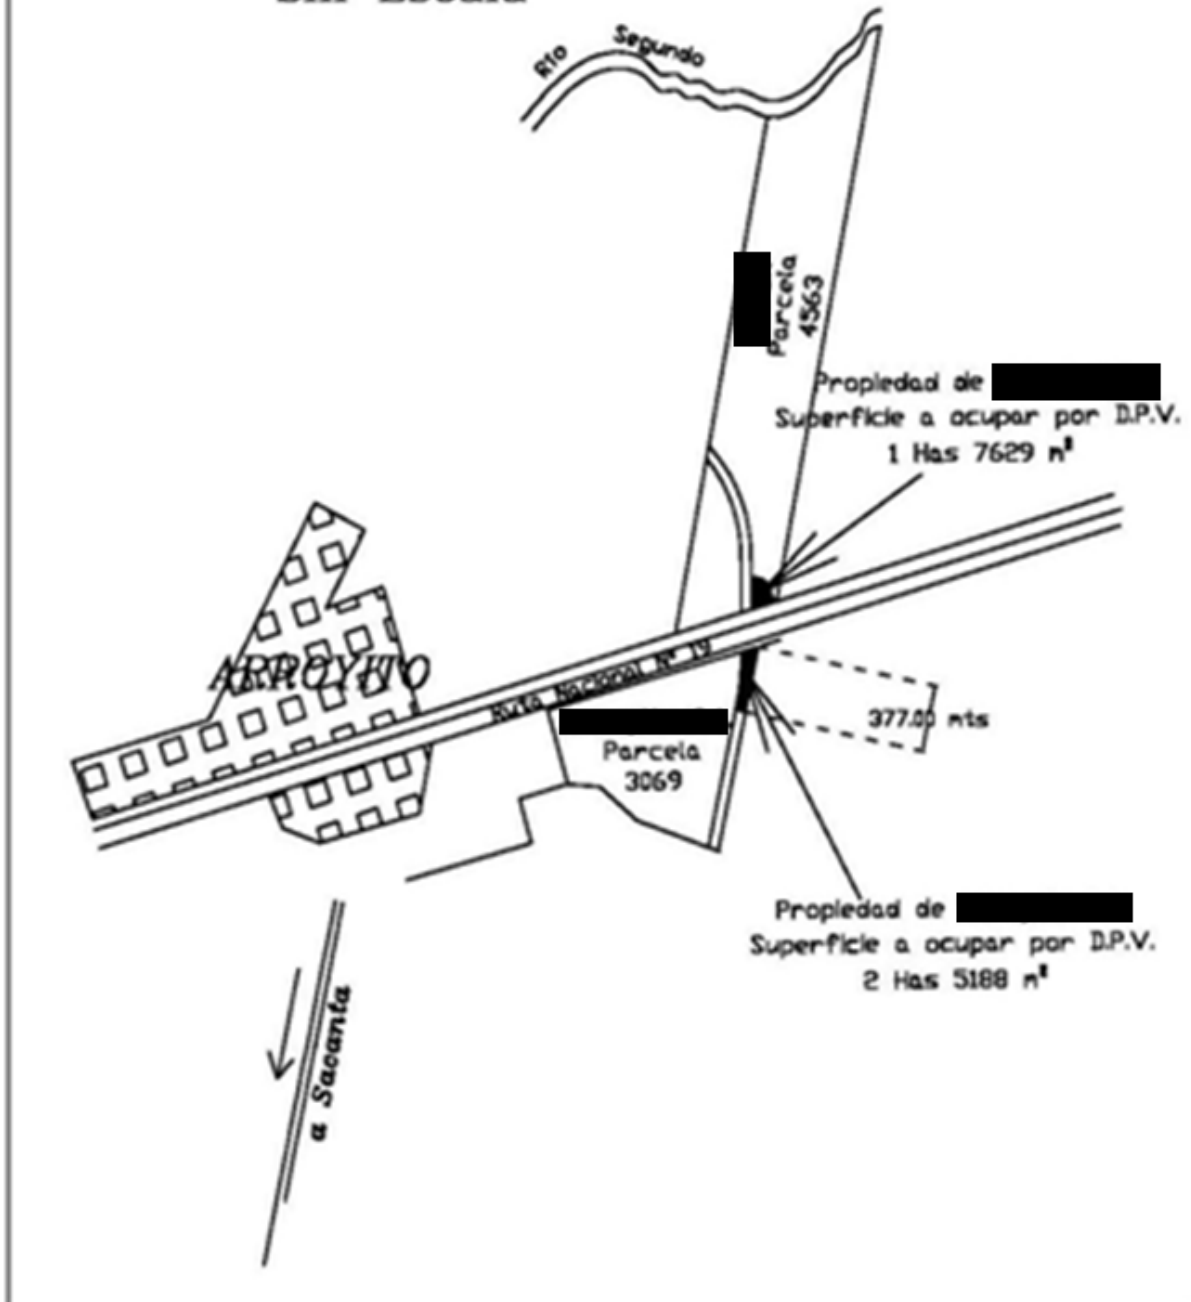 Río Segundo
Parcela
4563
Propiedad de
Superficie a ocupar por D.P.V.
1 Has 7629 m²
ARROYITO
Ruta Nacional Nº 19
377.00 mts
Parcela
3069
Propiedad de
Superficie a ocupar por D.P.V.
2 Has 5188 m²
a Sacanta